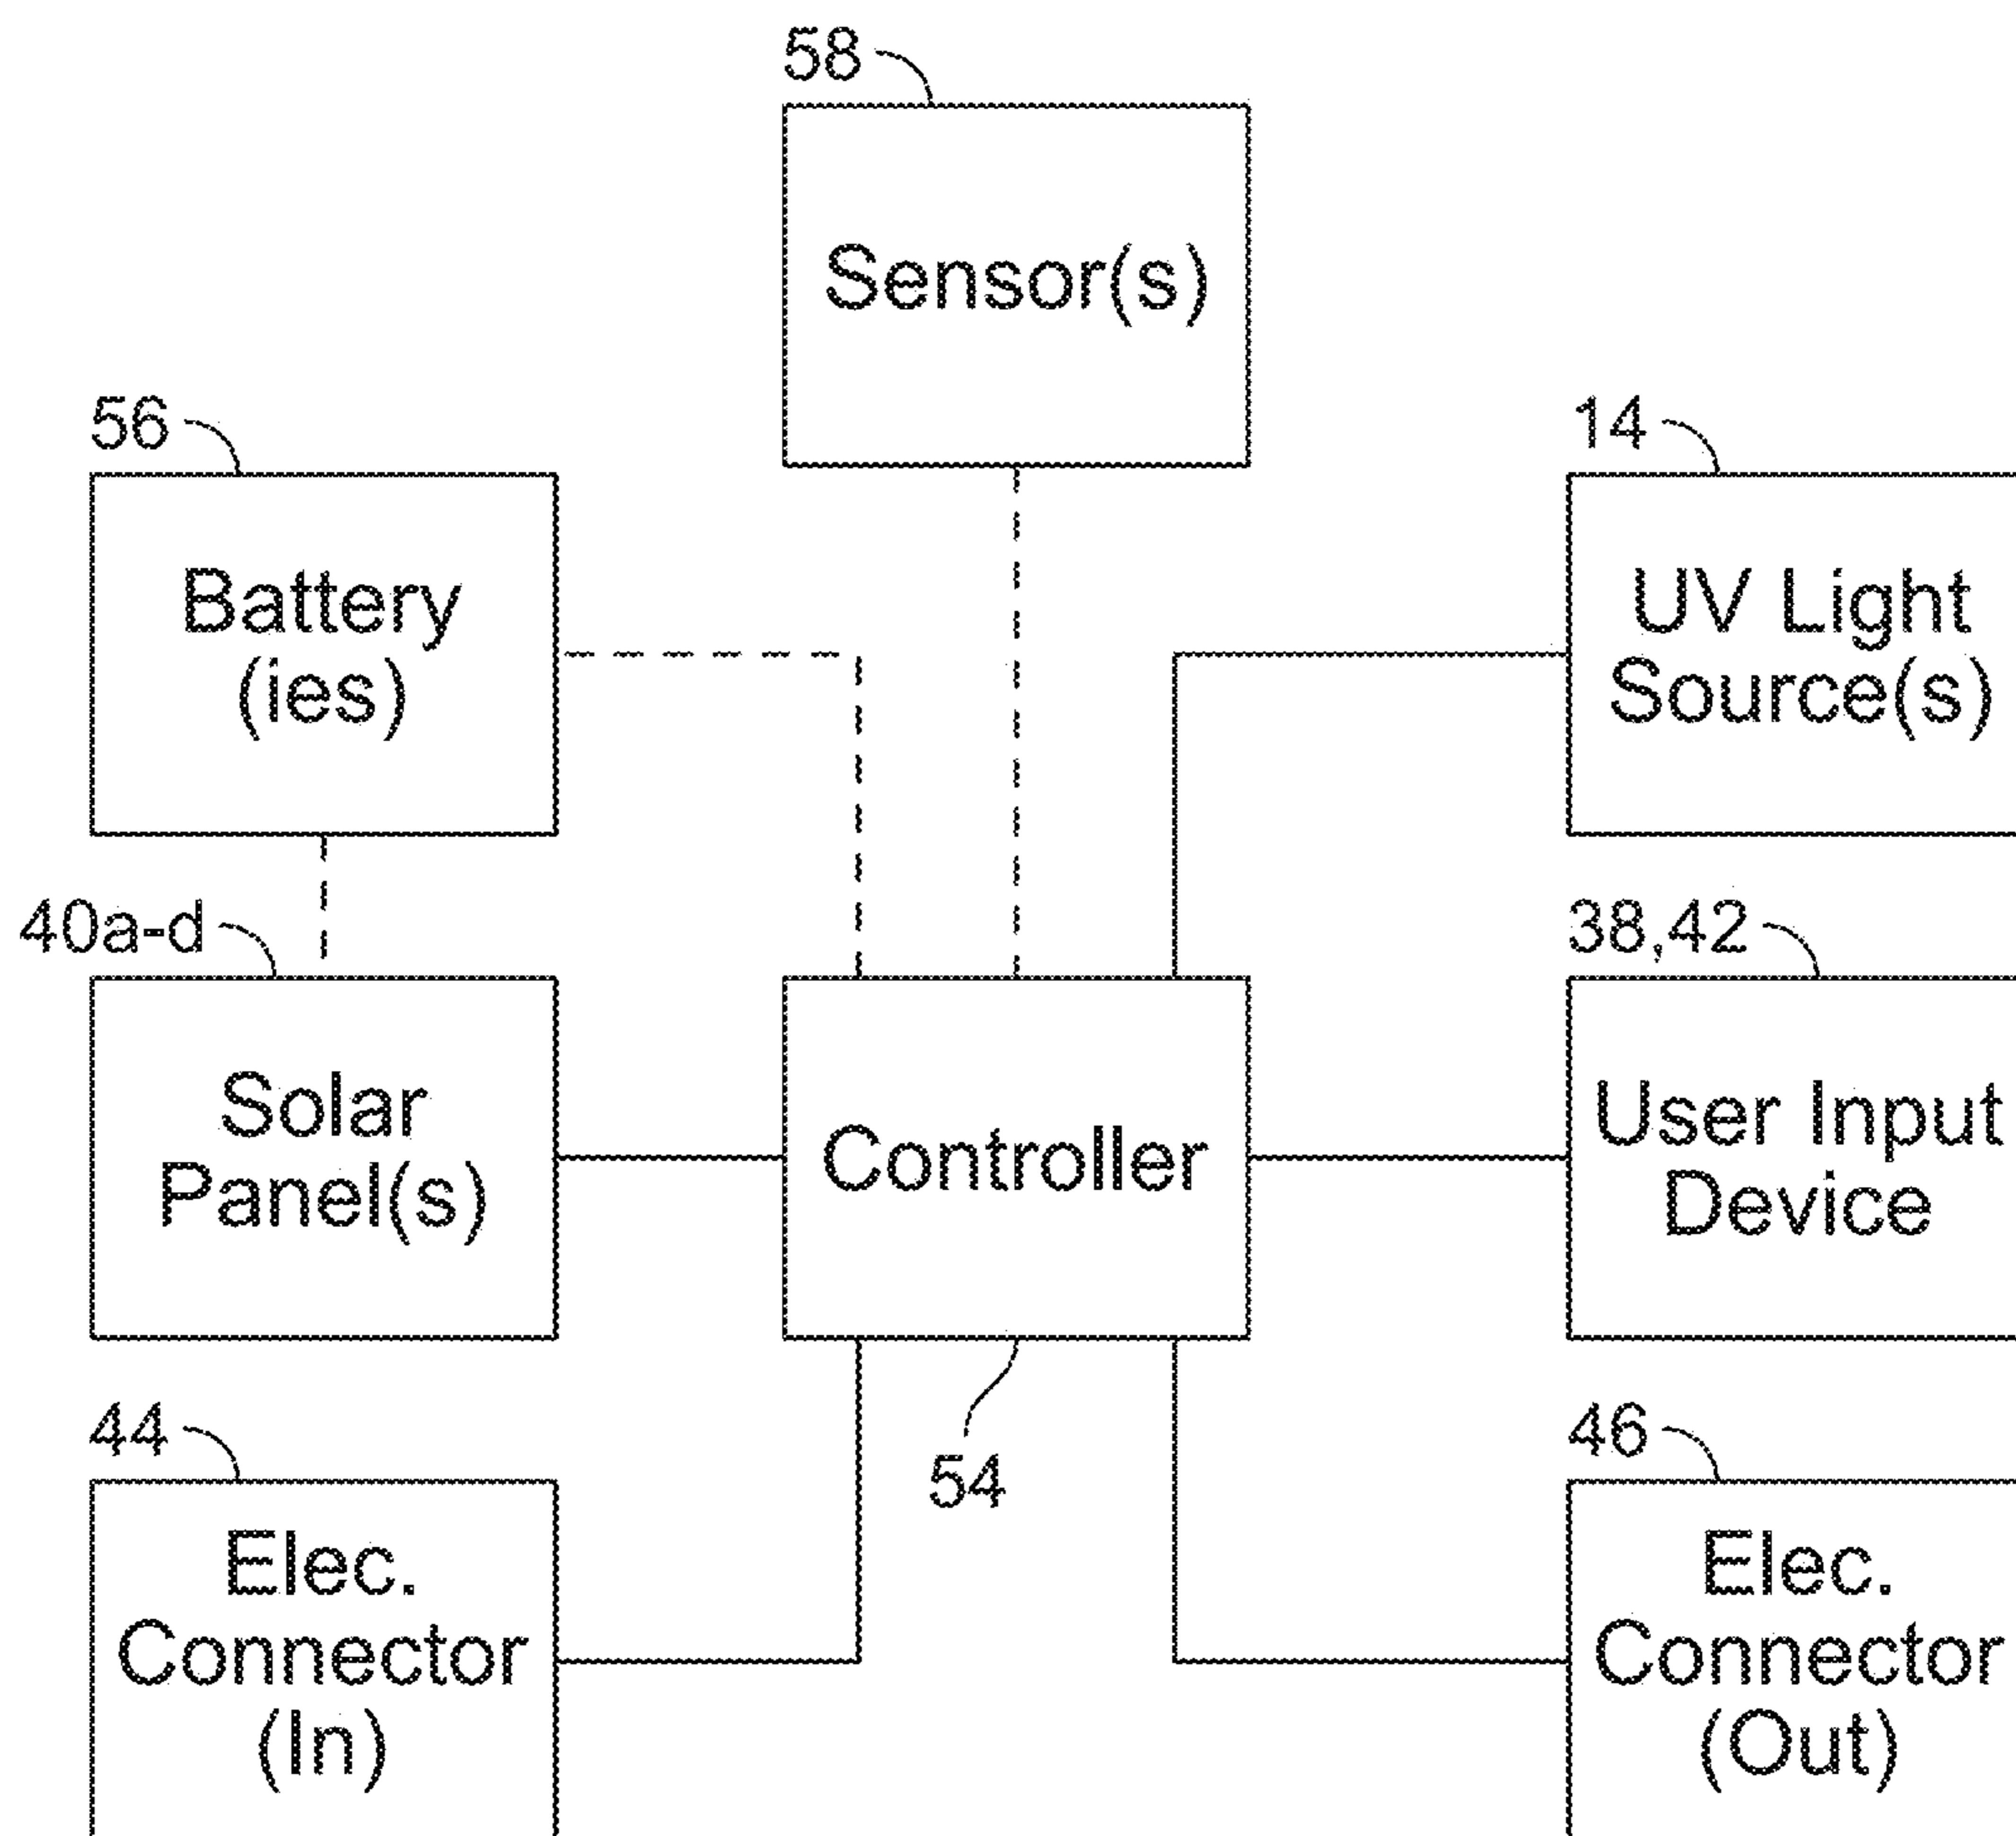 58
Sensor(s)
56
Battery
(ies)
14
UV Light
Source(s)
40a-d
Solar
Panel(s)
Controller
54
38,42
User Input
Device
44
Elec.
Connector
(In)
46
Elec.
Connector
(Out)